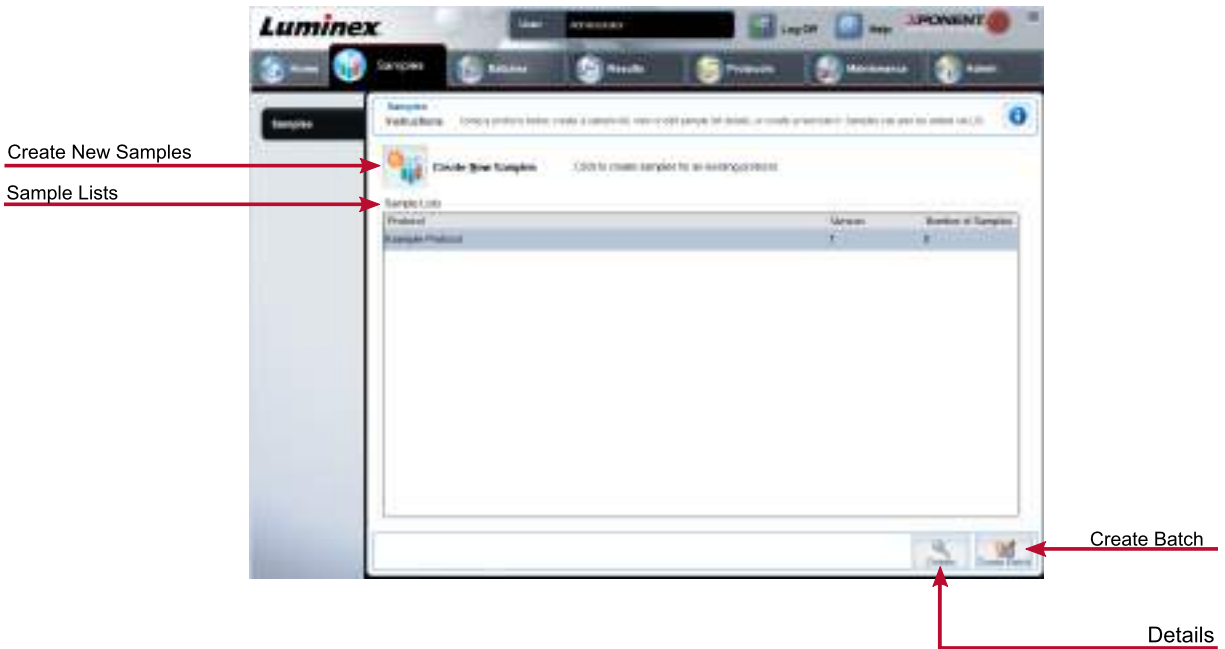 Luminex
User
Administrator
Log Off
Help
XPONENT
Home
Samples
Batches
Results
Protocols
Maintenance
Admin
Samples
Samples
Instructions
Create New Samples
Create New Samples
Click to create samples for an existing protocol
Sample Lists
Sample Lists
Protocol
Version
Number of Samples
Example Protocol
Create Batch
Details
Create Batch
Details